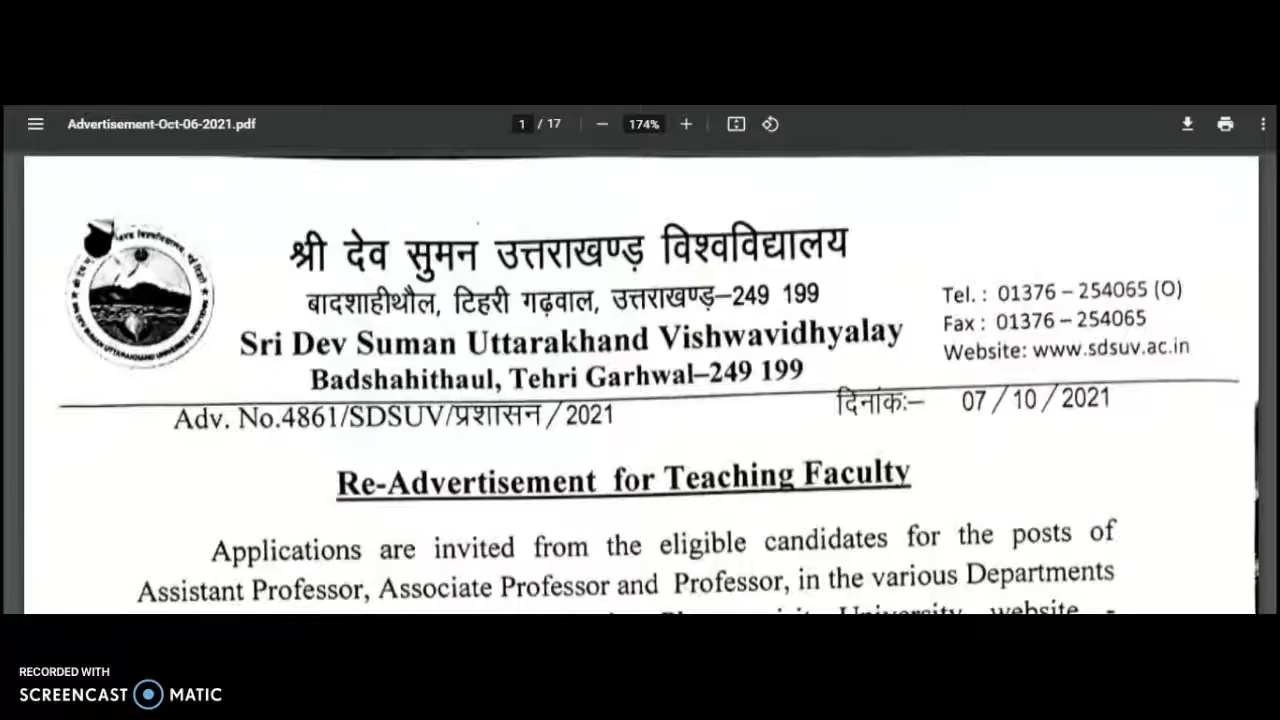 Advertisement-Oct-06-2021.pdf
1 / 17
174%
श्री देव सुमन उत्तराखण्ड विश्वविद्यालय
बादशाहीथौल, टिहरी गढ़वाल, उत्तराखण्ड–249 199
Sri Dev Suman Uttarakhand Vishwavidhyalay
Badshahithaul, Tehri Garhwal–249 199
Tel. : 01376 – 254065 (O)
Fax : 01376 – 254065
Website: www.sdsuv.ac.in
Adv. No.4861/SDSUV/प्रशासन/2021
दिनांकः– 07/10/2021
Re-Advertisement for Teaching Faculty
Applications are invited from the eligible candidates for the posts of
Assistant Professor, Associate Professor and Professor, in the various Departments
University website -
RECORDED WITH
SCREENCAST MATIC